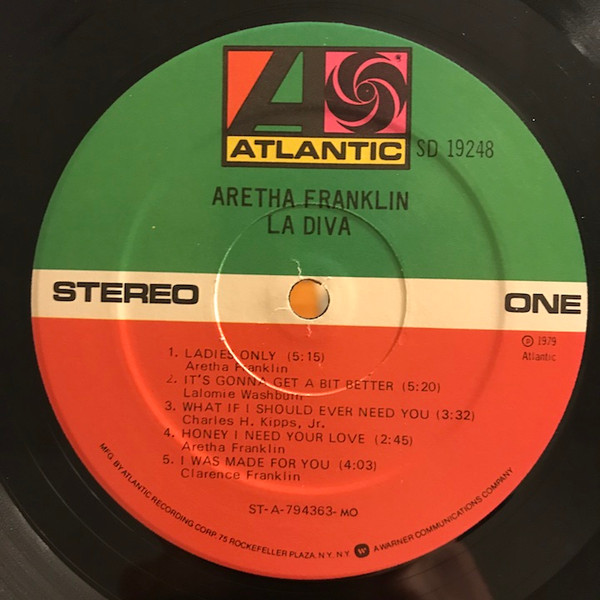 ATLANTIC
SD 19248
ARETHA FRANKLIN
LA DIVA
STEREO
ONE
℗ 1979
Atlantic
1. LADIES ONLY (5:15)
Aretha Franklin
2. IT'S GONNA GET A BIT BETTER (5:20)
Lalomie Washburn
3. WHAT IF I SHOULD EVER NEED YOU (3:32)
Charles H. Kipps, Jr.
4. HONEY I NEED YOUR LOVE (2:45)
Aretha Franklin
5. I WAS MADE FOR YOU (4:03)
Clarence Franklin
ST-A-794363-MO
MFG. BY ATLANTIC RECORDING CORP. 75 ROCKEFELLER PLAZA, N.Y. N.Y. A WARNER COMMUNICATIONS COMPANY